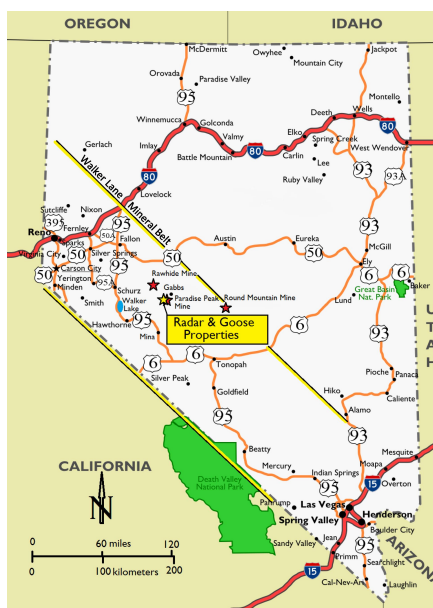 OREGON
IDAHO
McDermitt
Owyhee
Mountain City
Jackpot
Orovada
Paradise Valley
95
Montello
Winnemucca
Golconda
Deeth
Wells
80
Valmy
Elko
Spring Creek
Imlay
80
Battle Mountain
Carlin
Lee
West Wendover
Gerlach
Ruby Valley
93
93A
80
Walker Lane
Mineral Belt
Lovelock
Sutcliffe
Nixon
395
95
Reno
Fernley
Sparks
50A
Fallon
Austin
Eureka
McGill
93
Virginia City
50
Silver Springs
50
50
Ely
Carson City
95
6
6
Baker
50
Yerington
95A
Schurz
Rawhide Mine
Gabbs
Lund
Great Basin
Nat. Park
Minden
Smith
Walker
Lake
Paradise Peak
Mine
Round Mountain Mine
Hawthorne
95
Radar & Goose
Properties
6
U
T
A
H
Mina
6
6
Tonopah
93
Silver Peak
Pioche
Panaca
Goldfield
Hiko
Caliente
Alamo
95
93
Beatty
Mesquite
CALIFORNIA
Mercury
Indian Springs
Moapa
Death Valley
National Park
95
15
Overton
N
Pahrump
Las Vegas
Henderson
Spring Valley
Boulder City
Sandy Valley
Jean
95
ARIZONA
0
60 miles
120
Primm
Searchlight
0
100 kilometers
200
15
Cal-Nev-Ari
Laughlin